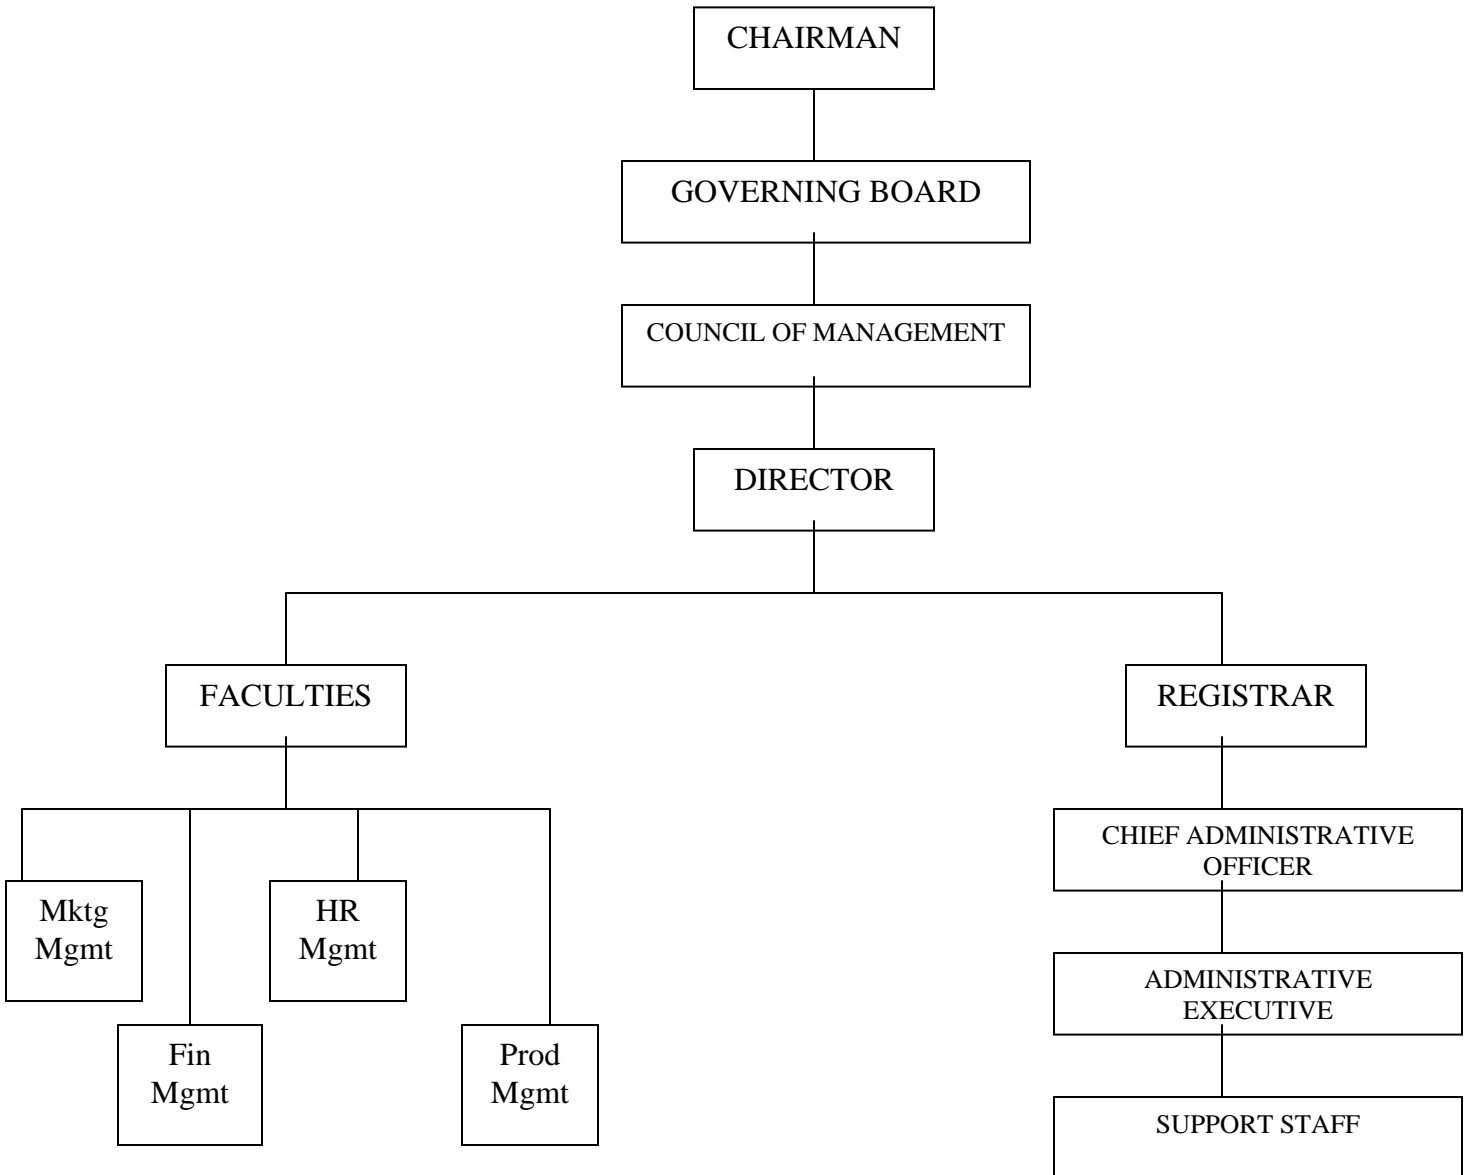 CHAIRMAN
GOVERNING BOARD
COUNCIL OF MANAGEMENT
DIRECTOR
FACULTIES
REGISTRAR
CHIEF ADMINISTRATIVE
OFFICER
Mktg
Mgmt
HR
Mgmt
ADMINISTRATIVE
EXECUTIVE
Fin
Mgmt
Prod
Mgmt
SUPPORT STAFF